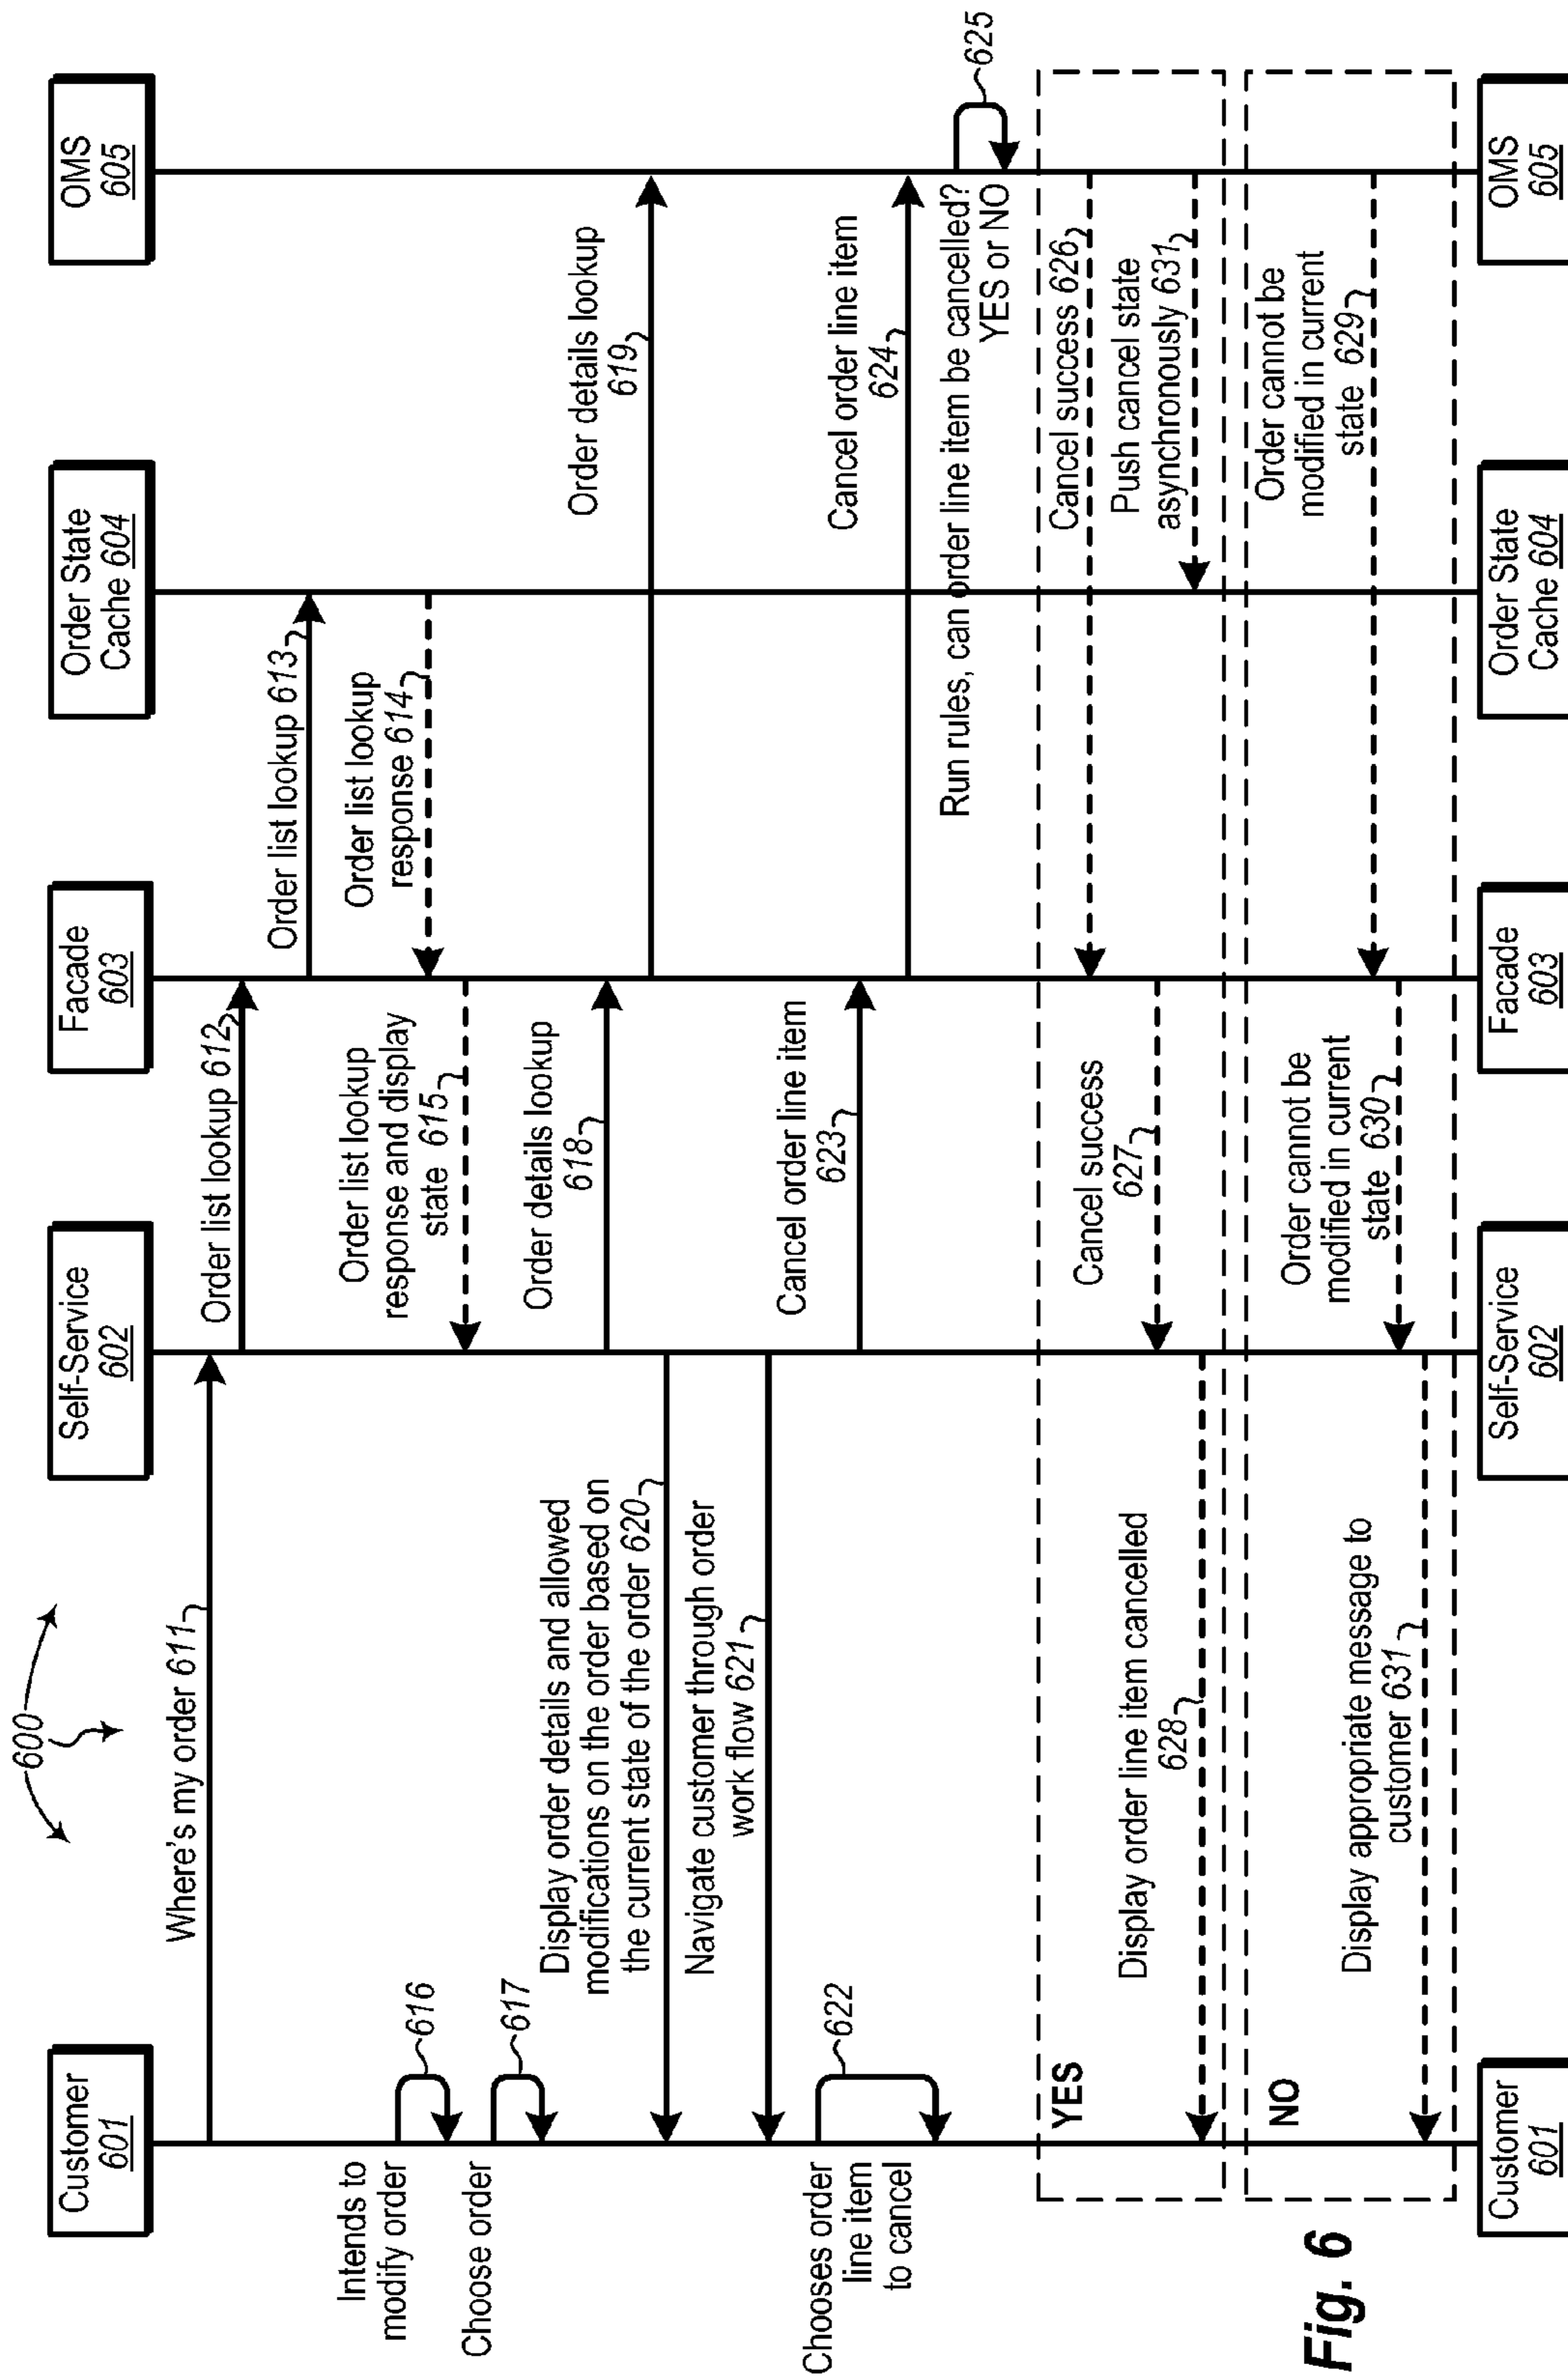 600
Customer
601
Self-Service
602
Facade
603
Order State
Cache 604
OMS
605
Where's my order 611
Order list lookup 612
Order list lookup 613
Order list lookup
response 614
Order list lookup
response and display
state 615
Intends to
modify order
616
Choose order
617
Order details lookup
618
Order details lookup
619
Display order details and allowed
modifications on the order based on
the current state of the order 620
Navigate customer through order
work flow 621
Chooses order
line item
to cancel
622
Cancel order line item
623
Cancel order line item
624
Run rules, can order line item be cancelled?
YES or NO
625
YES
Cancel success 626
Cancel success
627
Display order line item cancelled
628
Push cancel state
asynchronously 631
NO
Order cannot be
modified in current
state 629
Order cannot be
modified in current
state 630
Display appropriate message to
customer 631
Customer
601
Self-Service
602
Facade
603
Order State
Cache 604
OMS
605
Fig. 6